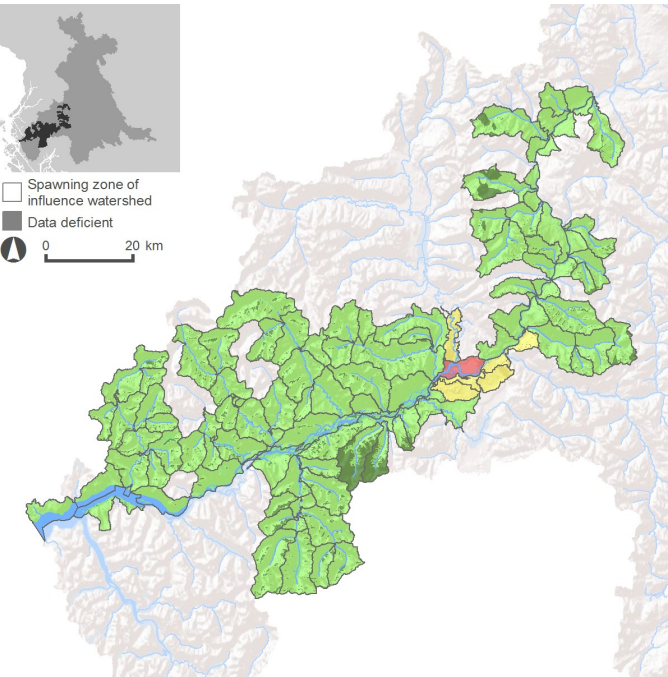 Spawning zone of
influence watershed
Data deficient
0 20 km